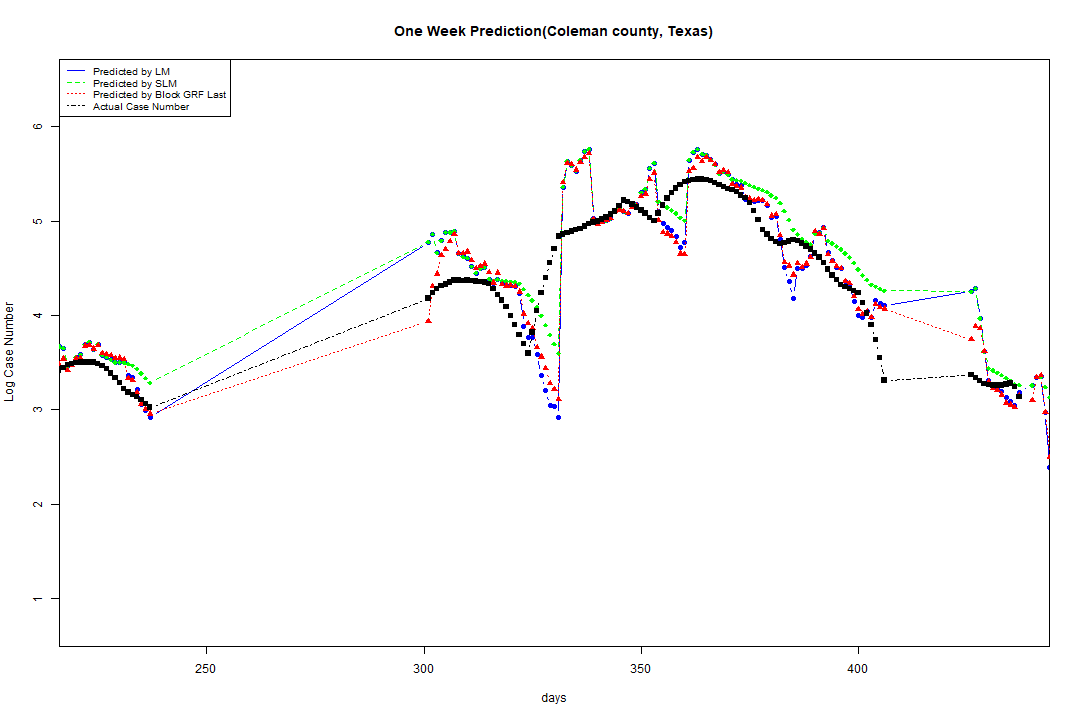 One Week Prediction(Coleman county, Texas)
Predicted by LM
Predicted by SLM
Predicted by Block GRF Last
Actual Case Number
6
5
4
3
2
1
Log Case Number
250
300
350
400
days